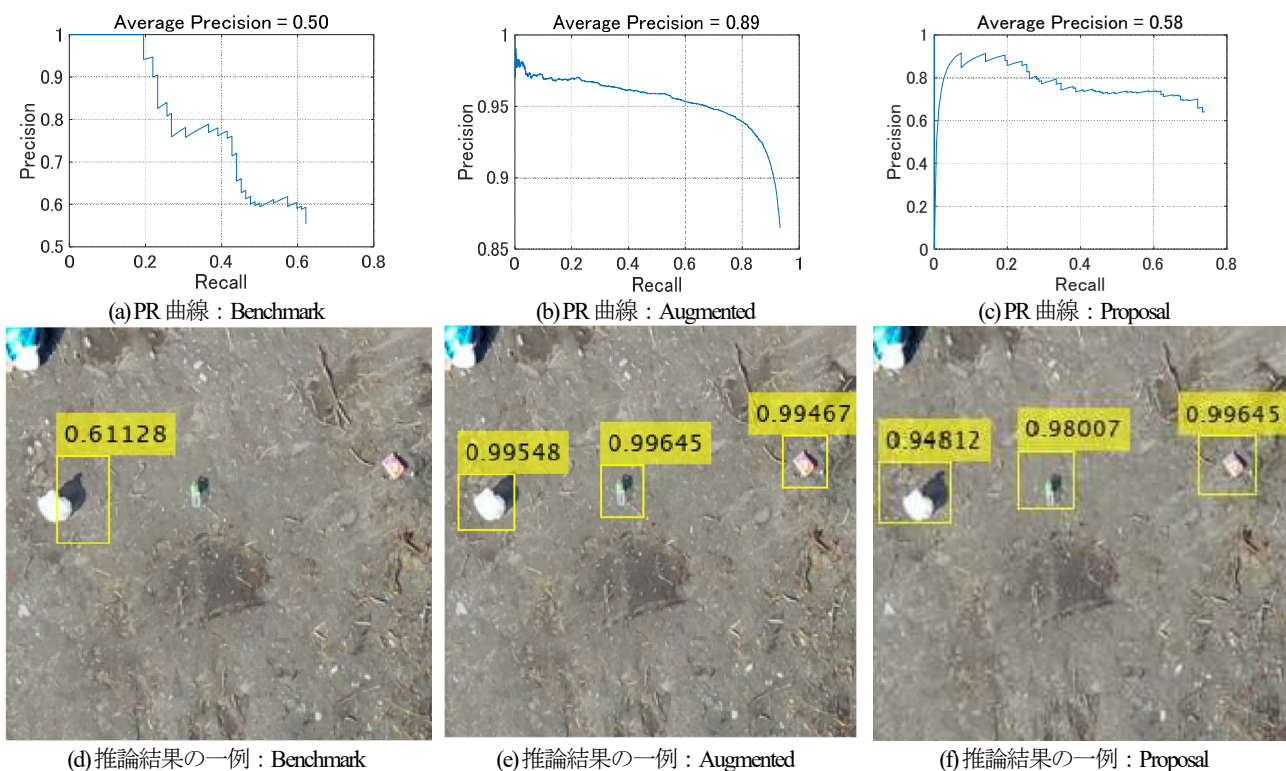 Average Precision = 0.50
1
0.9
0.8
0.7
0.6
0.5
Precision
0
0.2
0.4
0.6
0.8
Recall
(a) PR 曲線：Benchmark
Average Precision = 0.89
1
0.95
0.9
0.85
Precision
0
0.2
0.4
0.6
0.8
1
Recall
(b) PR 曲線：Augmented
Average Precision = 0.58
1
0.8
0.6
0.4
0.2
0
Precision
0
0.2
0.4
0.6
0.8
Recall
(c) PR 曲線：Proposal
0.61128
(d) 推論結果の一例：Benchmark
0.99548
0.99645
0.99467
(e) 推論結果の一例：Augmented
0.94812
0.98007
0.99645
(f) 推論結果の一例：Proposal